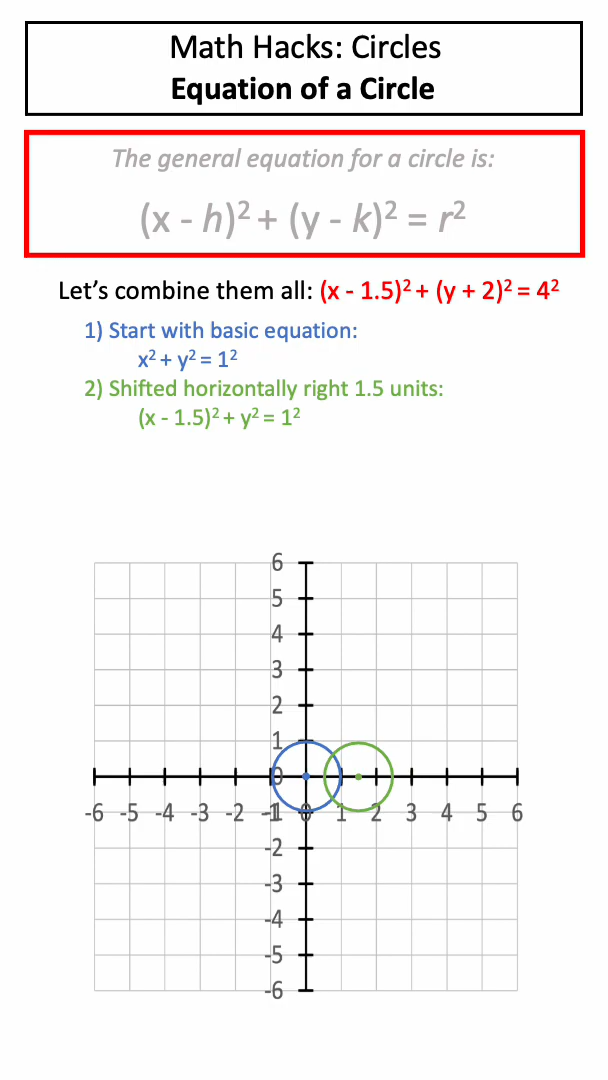 Math Hacks: Circles
Equation of a Circle
The general equation for a circle is:
(x - h)² + (y - k)² = r²
Let’s combine them all: (x - 1.5)² + (y + 2)² = 4²
1) Start with basic equation:
x² + y² = 1²
2) Shifted horizontally right 1.5 units:
(x - 1.5)² + y² = 1²
6
5
4
3
2
1
0
-6 -5 -4 -3 -2 -1 0 1 2 3 4 5 6
-1
-2
-3
-4
-5
-6